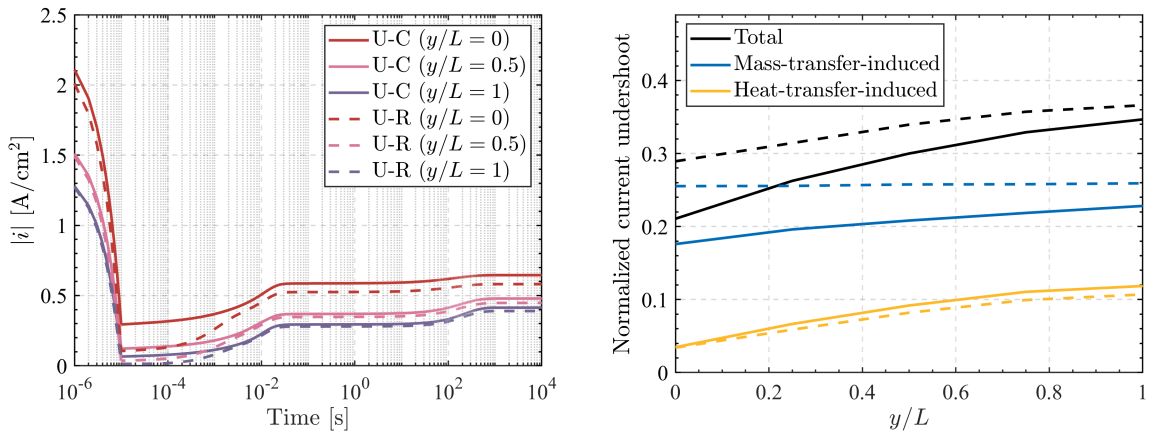 |i| [A/cm²]
2.5
2
1.5
1
0.5
0
10⁻⁶
10⁻⁴
10⁻²
10⁰
10²
10⁴
Time [s]
U-C (y/L = 0)
U-C (y/L = 0.5)
U-C (y/L = 1)
U-R (y/L = 0)
U-R (y/L = 0.5)
U-R (y/L = 1)
Normalized current undershoot
0.4
0.3
0.2
0.1
0
0
0.2
0.4
0.6
0.8
1
y/L
Total
Mass-transfer-induced
Heat-transfer-induced